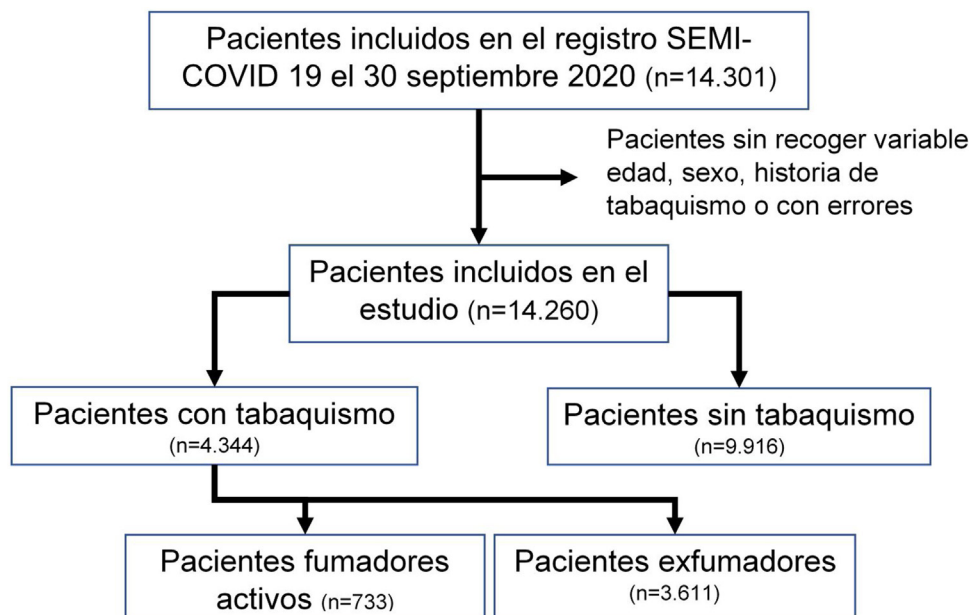 Pacientes incluidos en el registro SEMI-
COVID 19 el 30 septiembre 2020 (n=14.301)
Pacientes sin recoger variable
edad, sexo, historia de
tabaquismo o con errores
Pacientes incluidos en el
estudio (n=14.260)
Pacientes con tabaquismo
(n=4.344)
Pacientes sin tabaquismo
(n=9.916)
Pacientes fumadores
activos (n=733)
Pacientes exfumadores
(n=3.611)